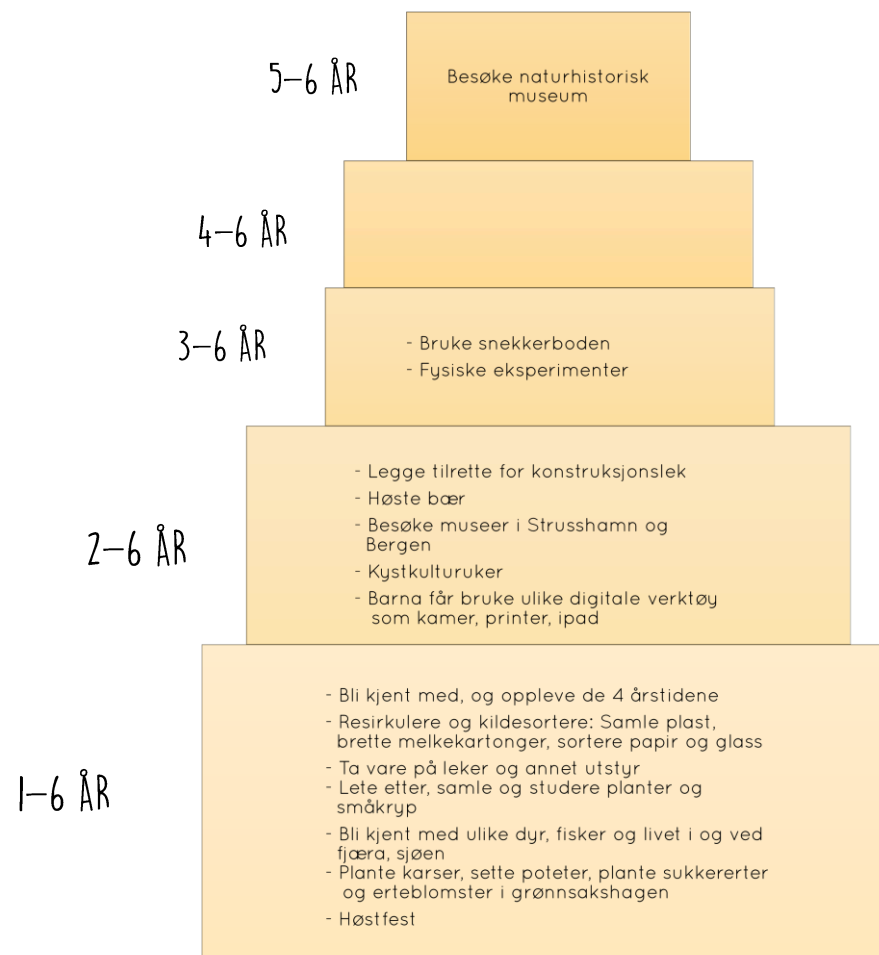 5–6 ÅR
Besøke naturhistorisk
museum
4–6 ÅR
3–6 ÅR
- Bruke snekkerboden
- Fysiske eksperimenter
2–6 ÅR
- Legge tilrette for konstruksjonslek
- Høste bær
- Besøke museer i Strusshamn og
Bergen
- Kystkulturuker
- Barna får bruke ulike digitale verktøy
som kamer, printer, ipad
1–6 ÅR
- Bli kjent med, og oppleve de 4 årstidene
- Resirkulere og kildesortere: Samle plast,
brette melkekartonger, sortere papir og glass
- Ta vare på leker og annet utstyr
- Lete etter, samle og studere planter og
småkryp
- Bli kjent med ulike dyr, fisker og livet i og ved
fjæra, sjøen
- Plante karser, sette poteter, plante sukkererter
og erteblomster i grønnsakshagen
- Høstfest